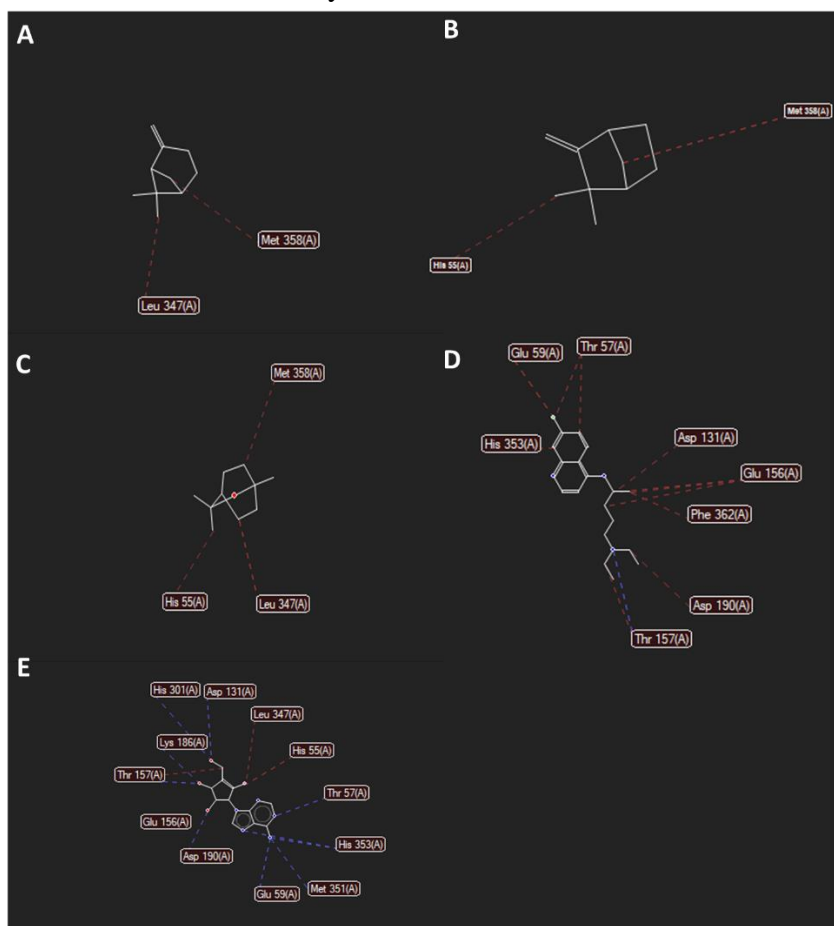 A
B
Met 358(A)
Met 358(A)
His 55(A)
Leu 347(A)
C
D
Met 358(A)
Glu 59(A)
Thr 57(A)
His 353(A)
Asp 131(A)
Glu 156(A)
Phe 362(A)
His 55(A)
Leu 347(A)
Asp 190(A)
Thr 157(A)
E
His 301(A)
Asp 131(A)
Leu 347(A)
Lys 186(A)
His 55(A)
Thr 157(A)
Thr 57(A)
Glu 156(A)
His 353(A)
Asp 190(A)
Glu 59(A)
Met 351(A)